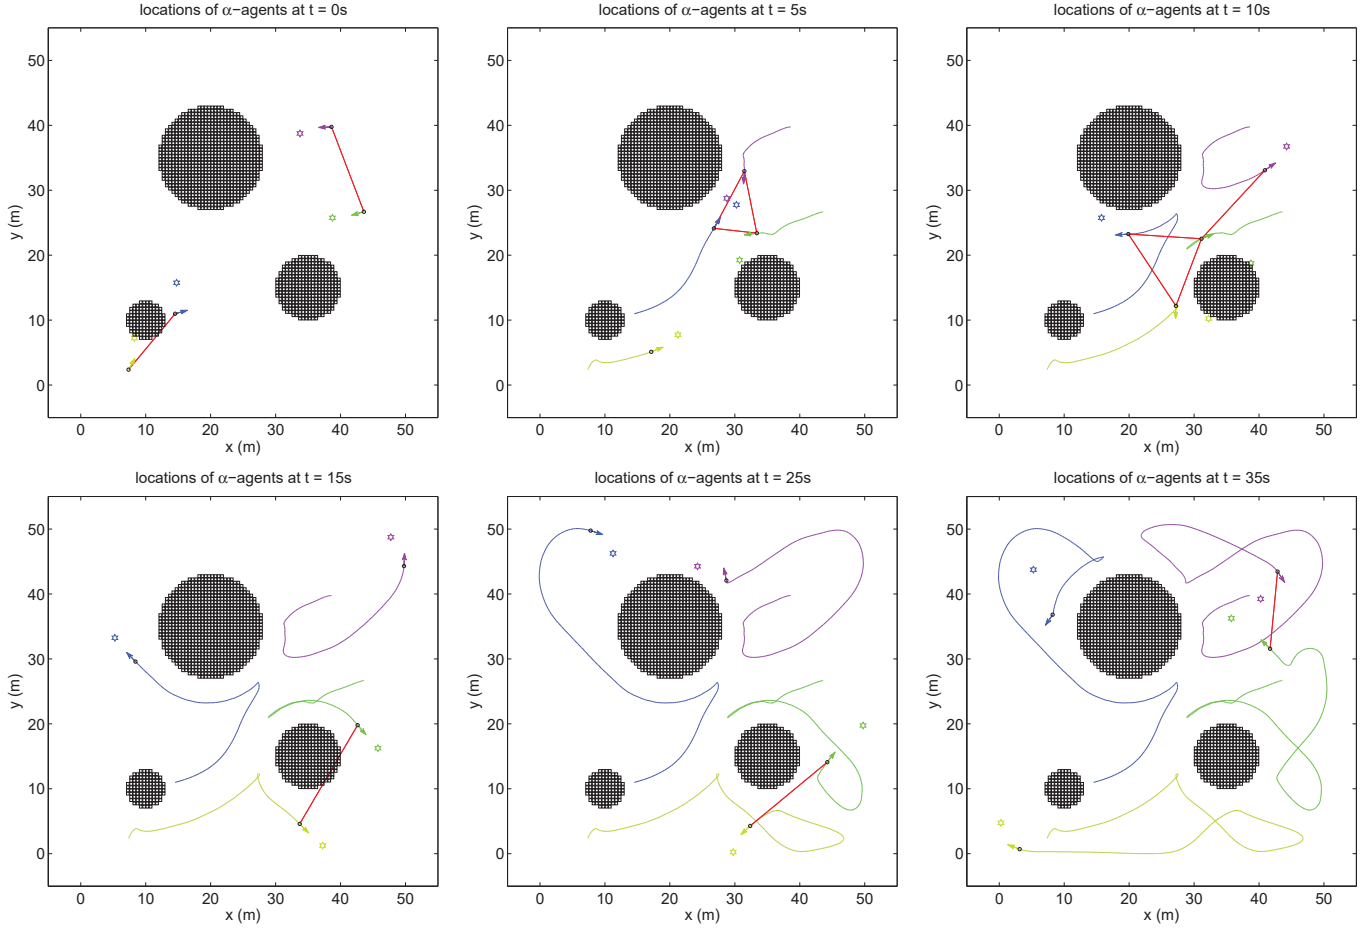 locations of α−agents at t = 0s
50
40
30
20
10
0
y (m)
0 10 20 30 40 50
x (m)
locations of α−agents at t = 5s
50
40
30
20
10
0
y (m)
0 10 20 30 40 50
x (m)
locations of α−agents at t = 10s
50
40
30
20
10
0
y (m)
0 10 20 30 40 50
x (m)
locations of α−agents at t = 15s
50
40
30
20
10
0
y (m)
0 10 20 30 40 50
x (m)
locations of α−agents at t = 25s
50
40
30
20
10
0
y (m)
0 10 20 30 40 50
x (m)
locations of α−agents at t = 35s
50
40
30
20
10
0
y (m)
0 10 20 30 40 50
x (m)